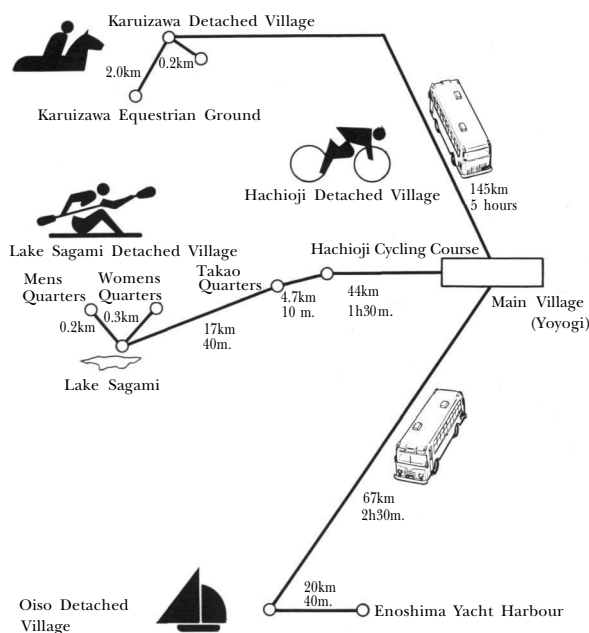 Karuizawa Detached Village
0.2km
2.0km
Karuizawa Equestrian Ground
145km
5 hours
Hachioji Detached Village
Lake Sagami Detached Village
Hachioji Cycling Course
Mens
Quarters
Womens
Quarters
Takao
Quarters
4.7km
10 m.
44km
1h30m.
Main Village
(Yoyogi)
0.2km
0.3km
17km
40m.
Lake Sagami
67km
2h30m.
20km
40m.
Oiso Detached
Village
Enoshima Yacht Harbour